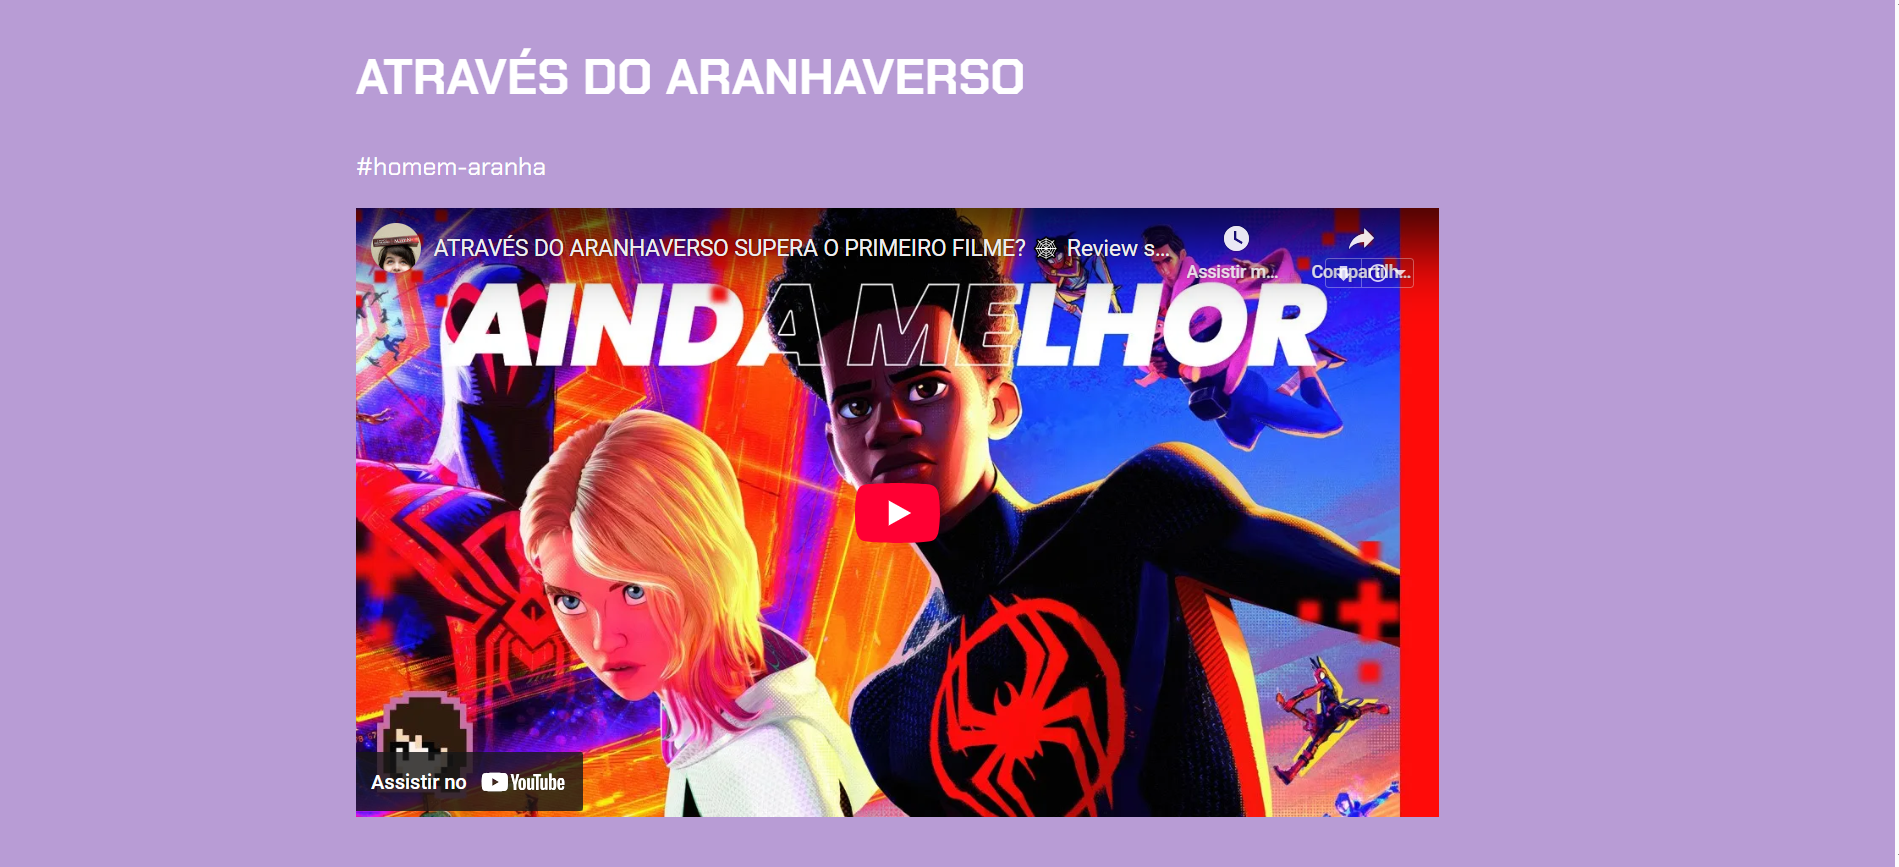 ATRAVÉS DO ARANHAVERSO
#homem-aranha
ATRAVÉS DO ARANHAVERSO SUPERA O PRIMEIRO FILME? 🕸 Review s...
Assistir m...
Compartilh...
AINDA MELHOR
Assistir no YouTube